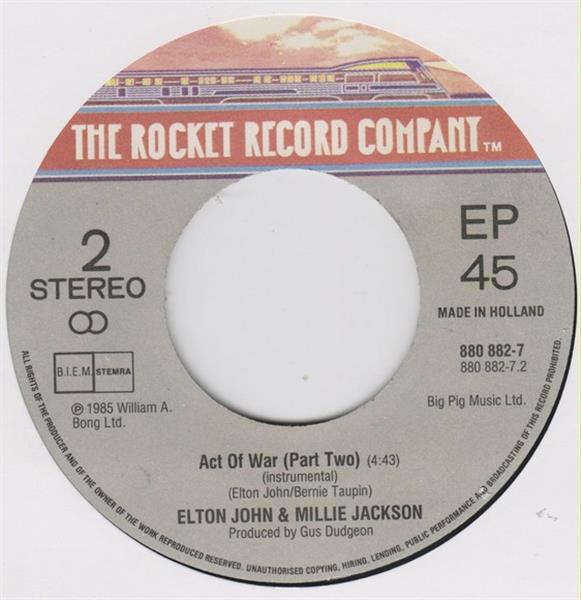 THE ROCKET RECORD COMPANY™
2
STEREO
EP
45
MADE IN HOLLAND
B.I.E.M. STEMRA
880 882-7
880 882-7.2
℗ 1985 William A.
Bong Ltd.
Big Pig Music Ltd.
Act Of War (Part Two) (4:43)
(instrumental)
(Elton John/Bernie Taupin)
ELTON JOHN & MILLIE JACKSON
Produced by Gus Dudgeon
ALL RIGHTS OF THE PRODUCER AND OF THE OWNER OF THE WORK REPRODUCED RESERVED. UNAUTHORISED COPYING, HIRING, LENDING, PUBLIC PERFORMANCE AND BROADCASTING OF THIS RECORD PROHIBITED.